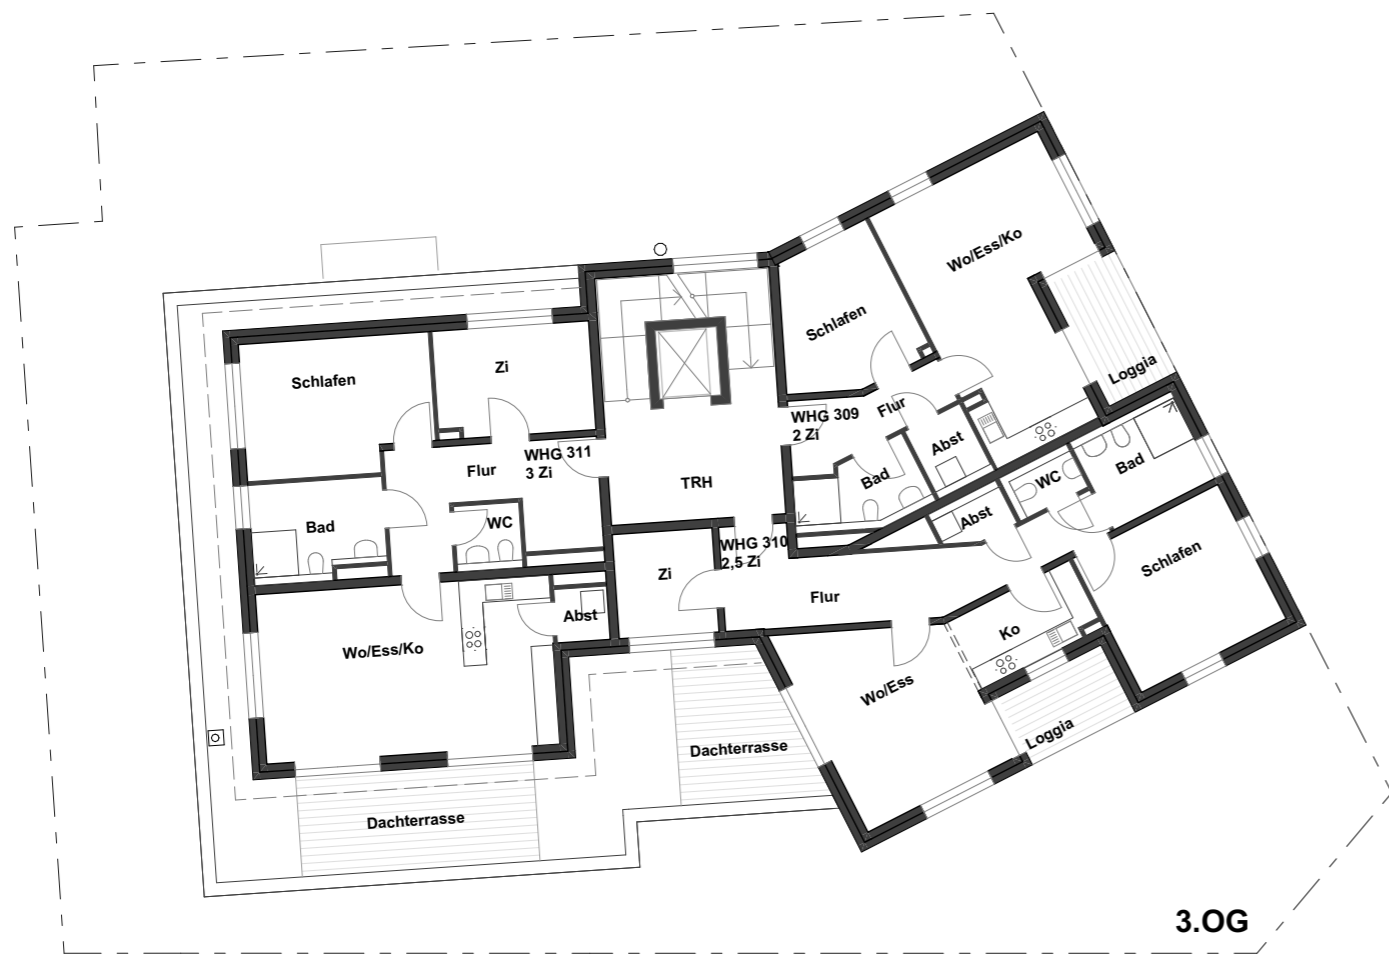 Wo/Ess/Ko
Schlafen
Loggia
Schlafen
Zi
WHG 309
2 Zi
Flur
Abst
Bad
WHG 311
3 Zi
Flur
TRH
WC
Bad
WC
Bad
Abst
WHG 310
2,5 Zi
Zi
Schlafen
Flur
Abst
Ko
Wo/Ess/Ko
Wo/Ess
Loggia
Dachterrasse
Dachterrasse
3.OG